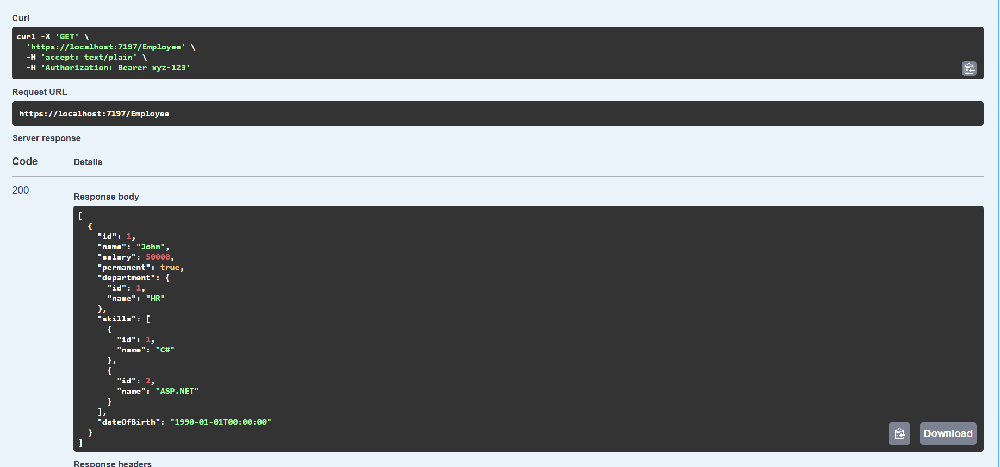 Curl
curl -X 'GET' \
  'https://localhost:7197/Employee' \
  -H 'accept: text/plain' \
  -H 'Authorization: Bearer xyz-123'
Request URL
https://localhost:7197/Employee
Server response
Code Details
200
Response body
[
  {
    "id": 1,
    "name": "John",
    "salary": 50000,
    "permanent": true,
    "department": {
      "id": 1,
      "name": "HR"
    },
    "skills": [
      {
        "id": 1,
        "name": "C#"
      },
      {
        "id": 2,
        "name": "ASP.NET"
      }
    ],
    "dateOfBirth": "1990-01-01T00:00:00"
  }
]
Download
Response headers